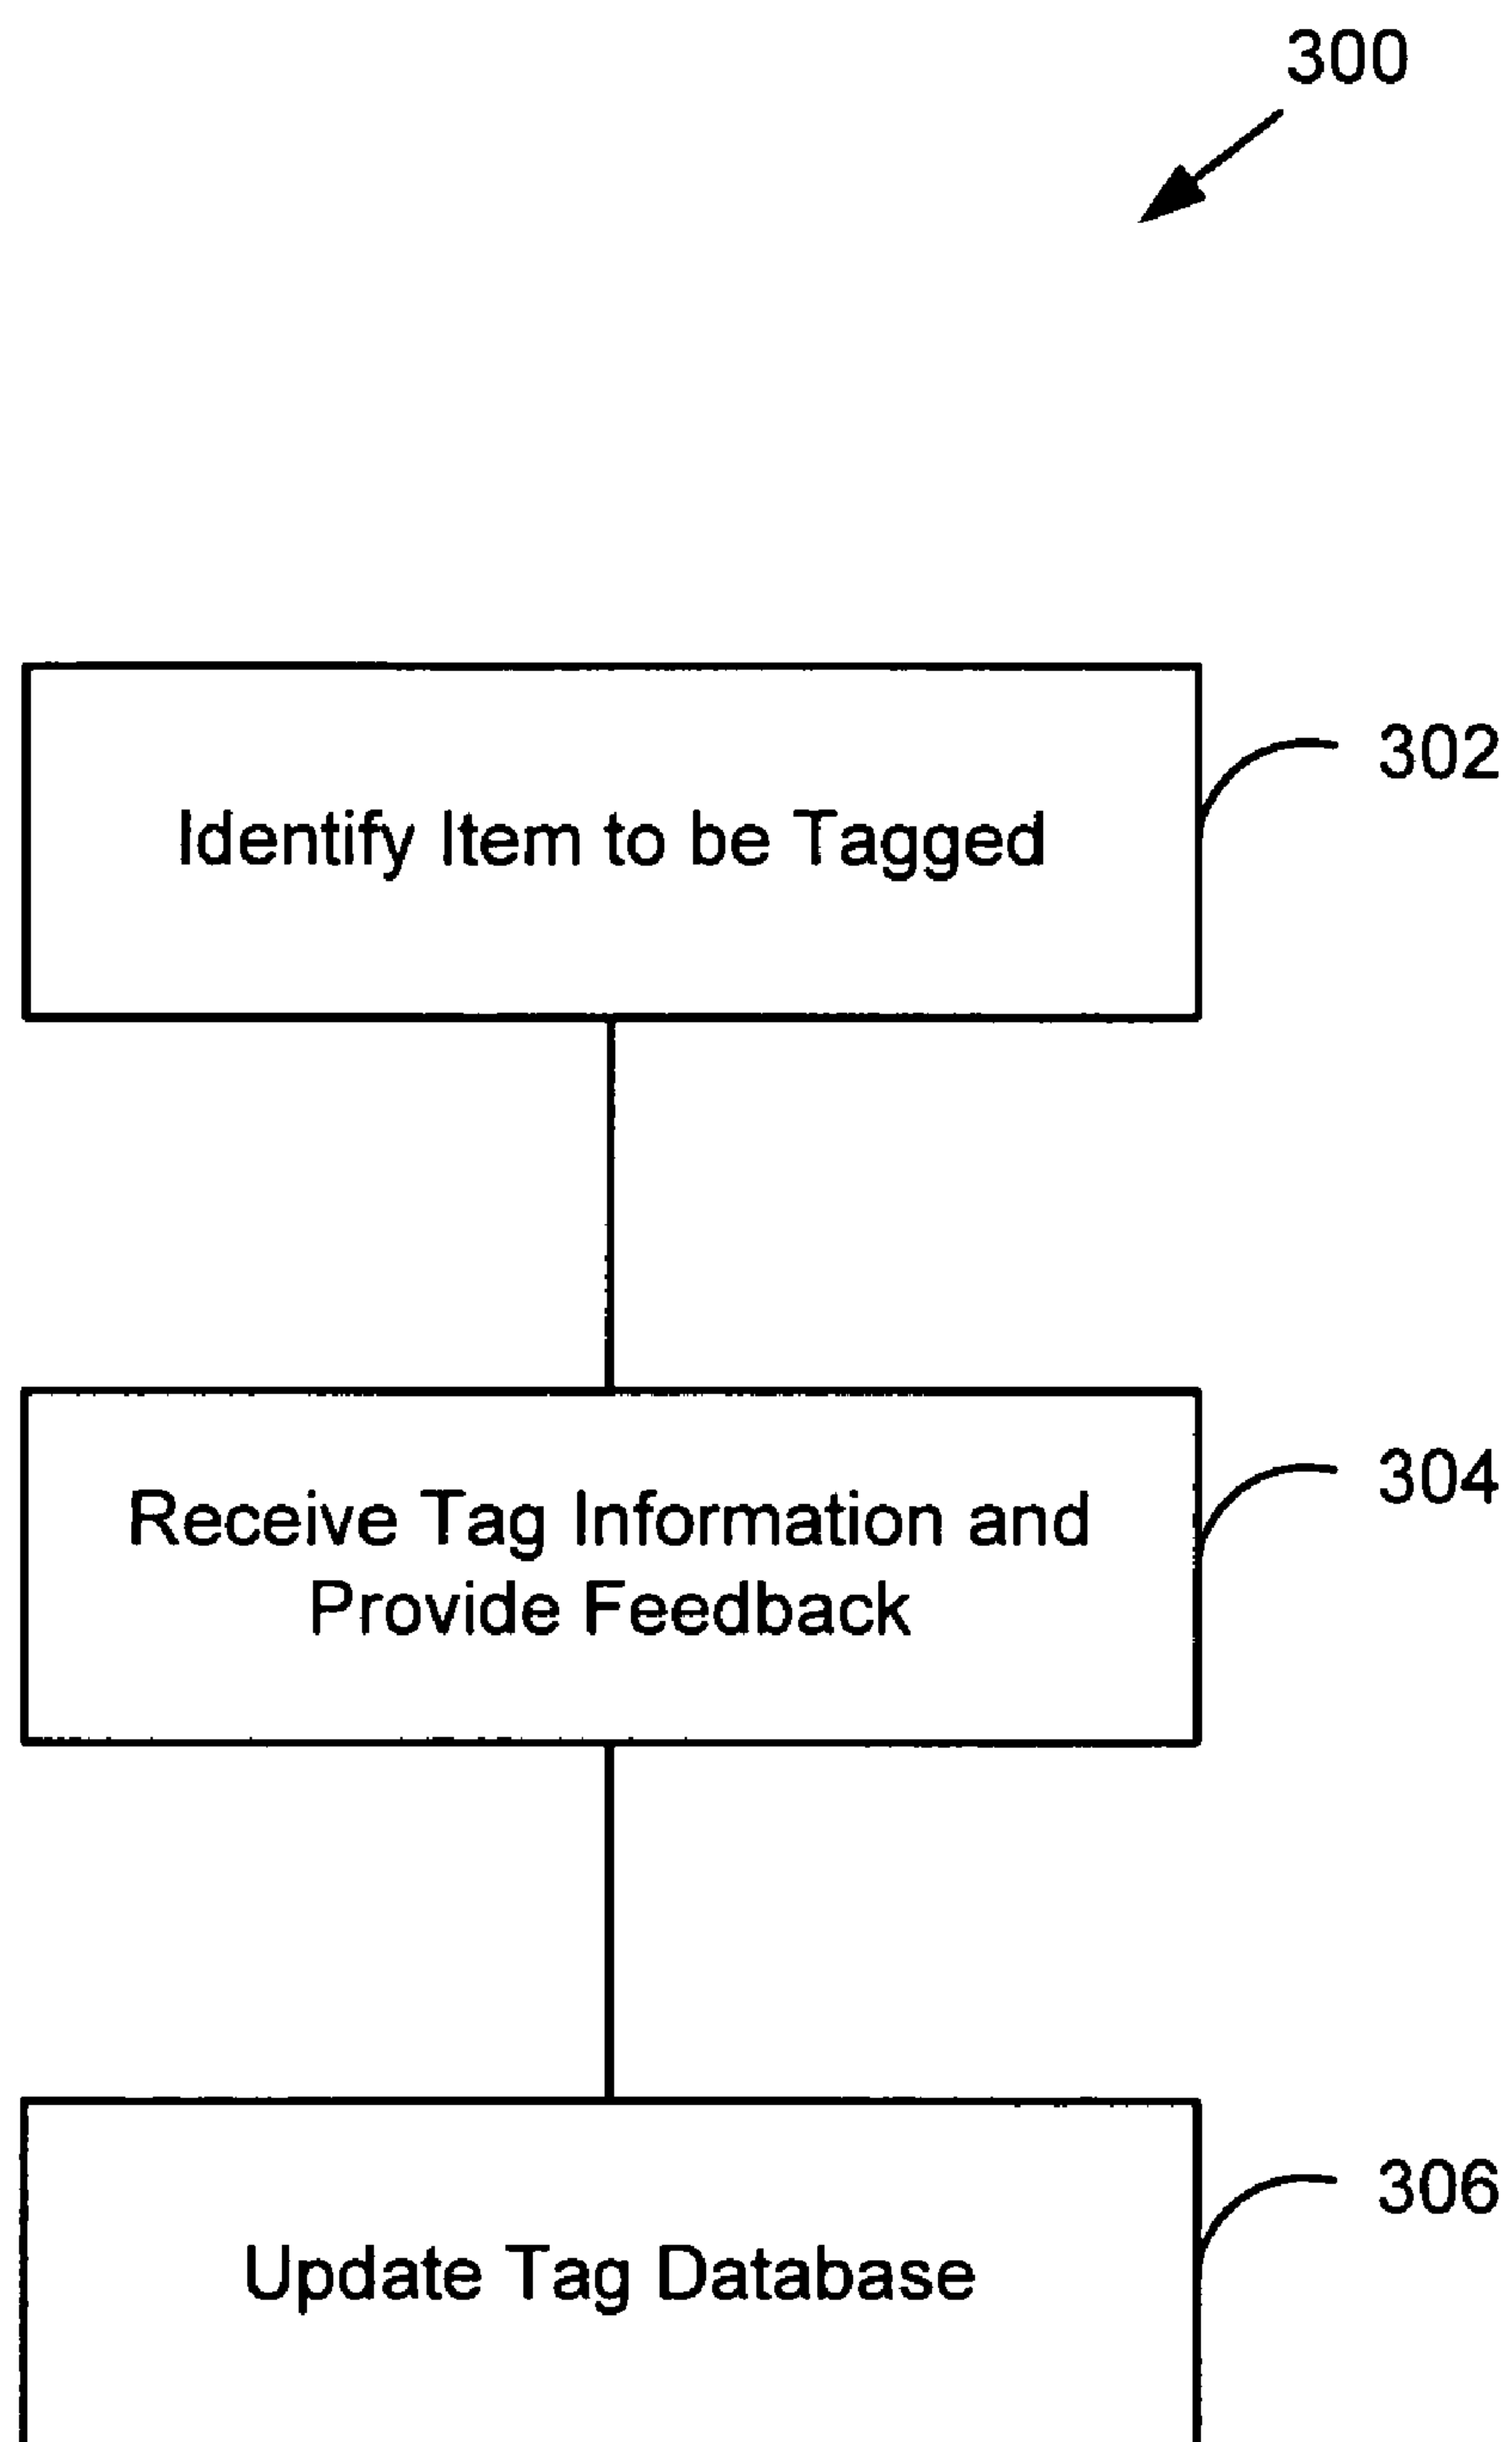 300
Identify Item to be Tagged
302
Receive Tag Information and
Provide Feedback
304
Update Tag Database
306